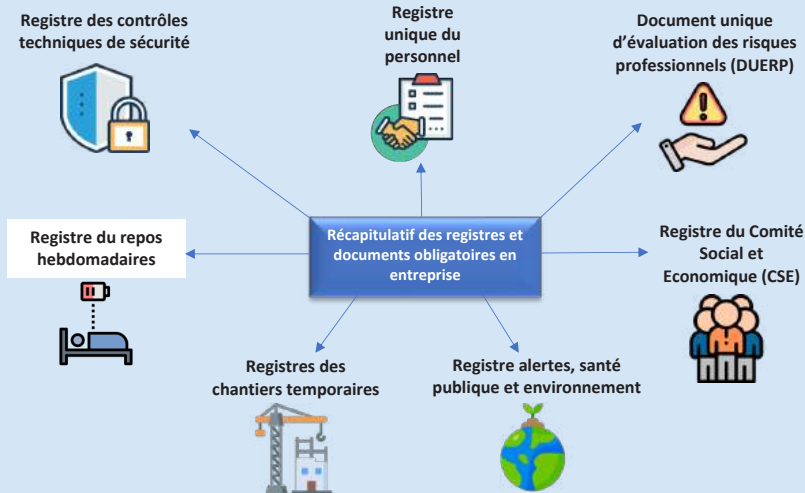 Registre des contrôles
techniques de sécurité
Registre
unique du
personnel
Document unique
d'évaluation des risques
professionnels (DUERP)
Registre du repos
hebdomadaires
Récapitulatif des registres et
documents obligatoires en
entreprise
Registre du Comité
Social et
Economique (CSE)
Registres des
chantiers temporaires
Registre alertes, santé
publique et environnement